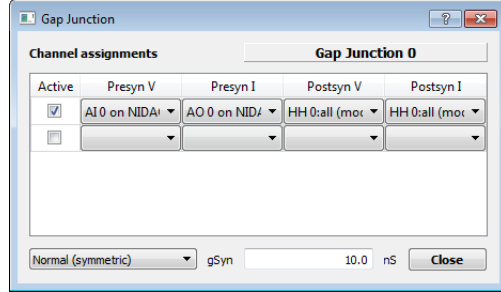 Gap Junction
Channel assignments Gap Junction 0
Active Presyn V Presyn I Postsyn V Postsyn I
AI 0 on NIDA AO 0 on NID HH 0:all (mo HH 0:all (mo
Normal (symmetric) gSyn 10.0 nS Close